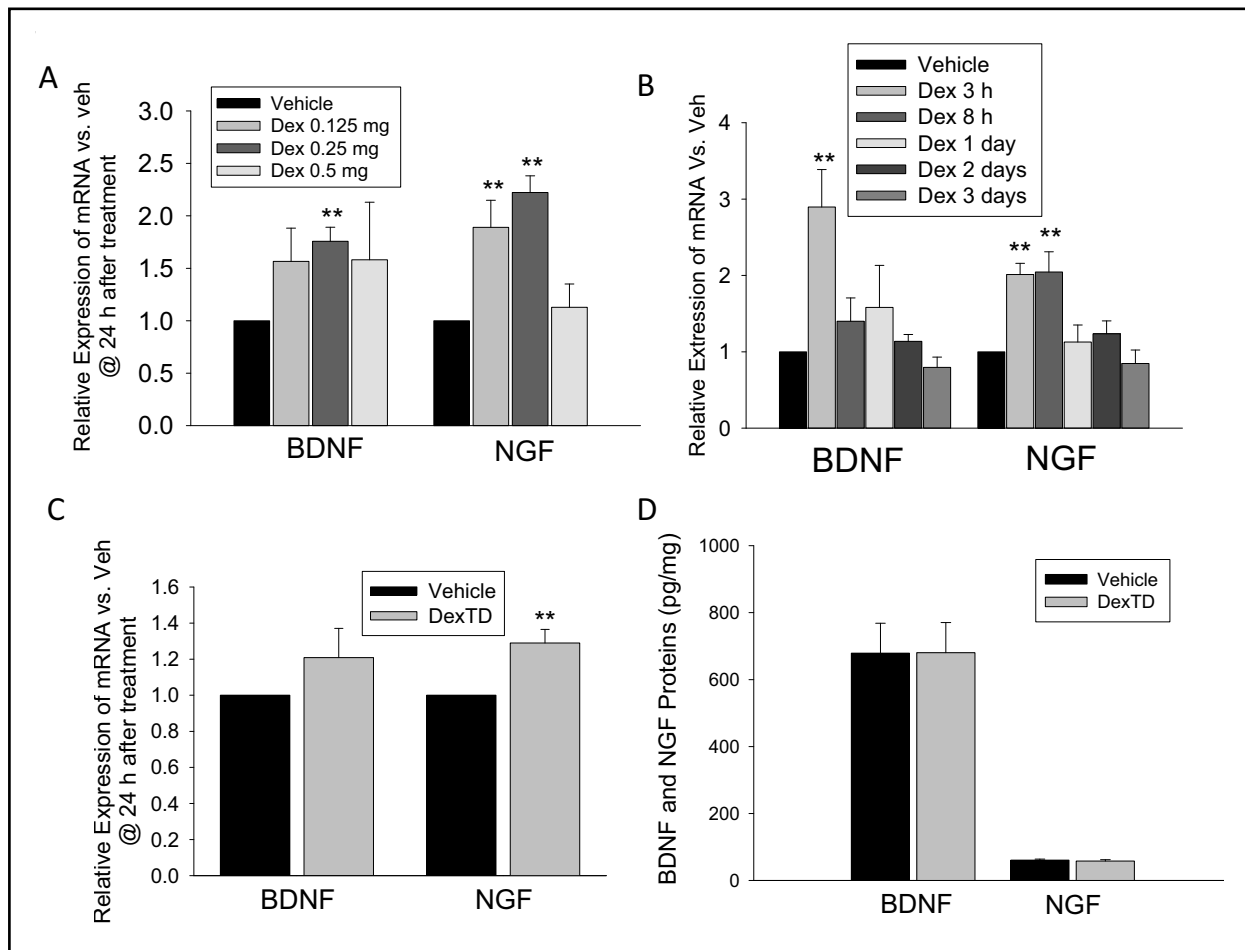 A
Relative Expression of mRNA vs. veh
@ 24 h after treatment
Vehicle
Dex 0.125 mg
Dex 0.25 mg
Dex 0.5 mg
3.0
2.5
2.0
1.5
1.0
0.5
0.0
**
**
**
BDNF
NGF
B
Relative Extression of mRNA Vs. Veh
Vehicle
Dex 3 h
Dex 8 h
Dex 1 day
Dex 2 days
Dex 3 days
4
3
2
1
0
**
**
**
BDNF
NGF
C
Relative Expression of mRNA vs. Veh
@ 24 h after treatment
Vehicle
DexTD
1.6
1.4
1.2
1.0
0.8
0.6
0.4
0.2
0.0
**
BDNF
NGF
D
BDNF and NGF Proteins (pg/mg)
Vehicle
DexTD
1000
800
600
400
200
0
BDNF
NGF